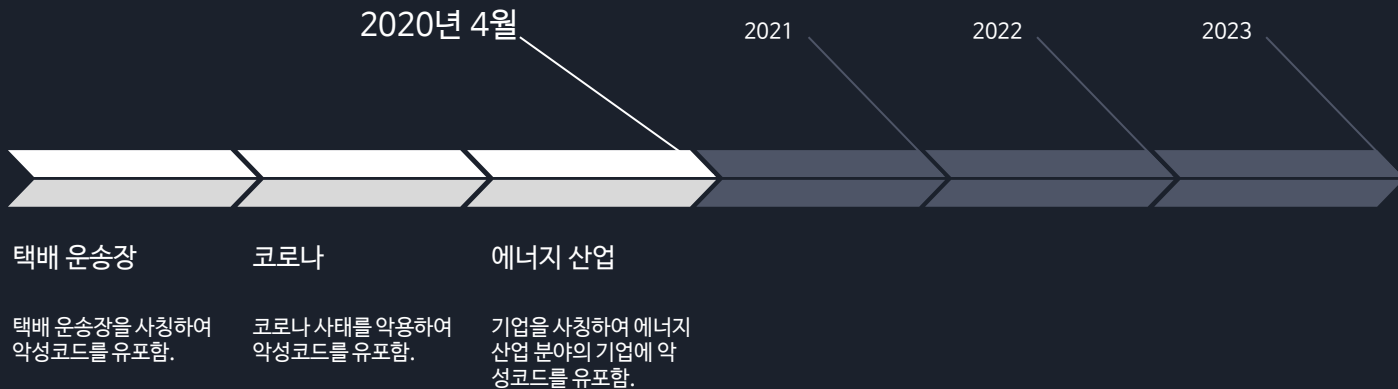 2020년 4월
2021
2022
2023
택배 운송장
코로나
에너지 산업
택배 운송장을 사칭하여
악성코드를 유포함.
코로나 사태를 악용하여
악성코드를 유포함.
기업을 사칭하여 에너지
산업 분야의 기업에 악
성코드를 유포함.